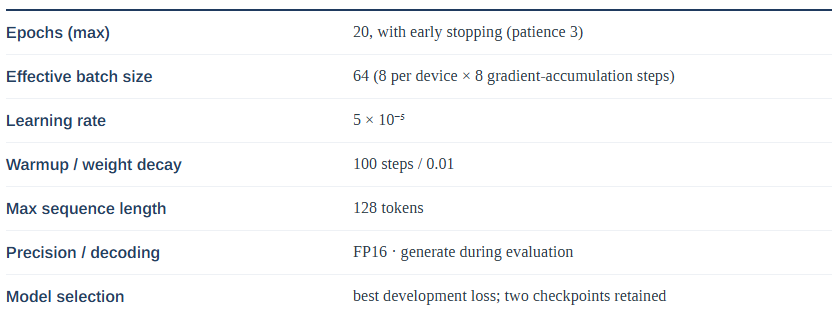 Epochs (max) 20, with early stopping (patience 3)
Effective batch size 64 (8 per device × 8 gradient-accumulation steps)
Learning rate 5 × 10⁻⁵
Warmup / weight decay 100 steps / 0.01
Max sequence length 128 tokens
Precision / decoding FP16 · generate during evaluation
Model selection best development loss; two checkpoints retained